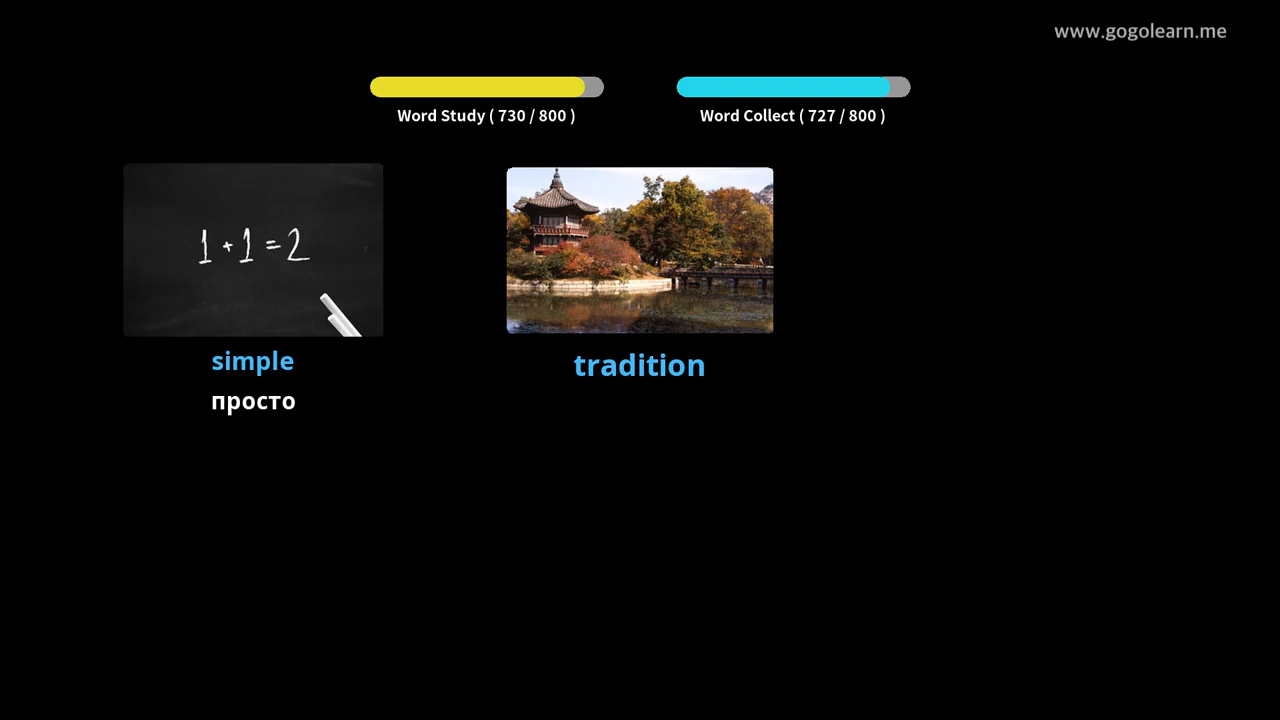 www.gogolearn.me
Word Study ( 730 / 800 )
Word Collect ( 727 / 800 )
1 + 1 = 2
simple
просто
tradition